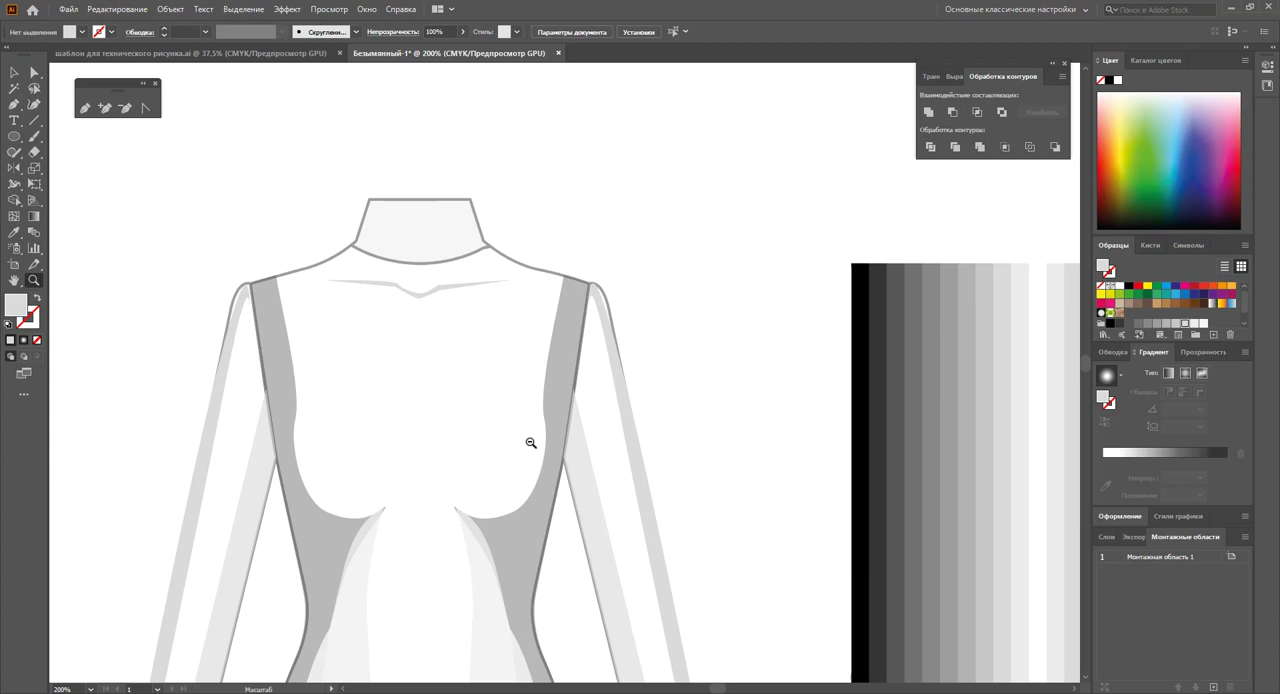 Ai Файл Редактирование Объект Текст Выделение Эффект Просмотр Окно Справка Основные классические настройки Поиск в Adobe Stock
Нет выделения Обводка: Скруглени... Непрозрачность: 100% Стиль: Параметры документа Установки
шаблон для технического рисунка.ai @ 37,5% (CMYK/Предпросмотр GPU) × Безымянный-1* @ 200% (CMYK/Предпросмотр GPU) ×
Цвет Каталог цветов
Тран Выра Обработка контуров
Взаимодействие составляющих:
Разобрать
Обработка контуров:
Образцы Кисти Символы
Обводка Градиент Прозрачность
Тип:
Обводка:
Непрозр.:
Положение:
Оформление Стили графики
Слои Экспор Монтажные области
1 Монтажная область 1
200% 1 Масштаб